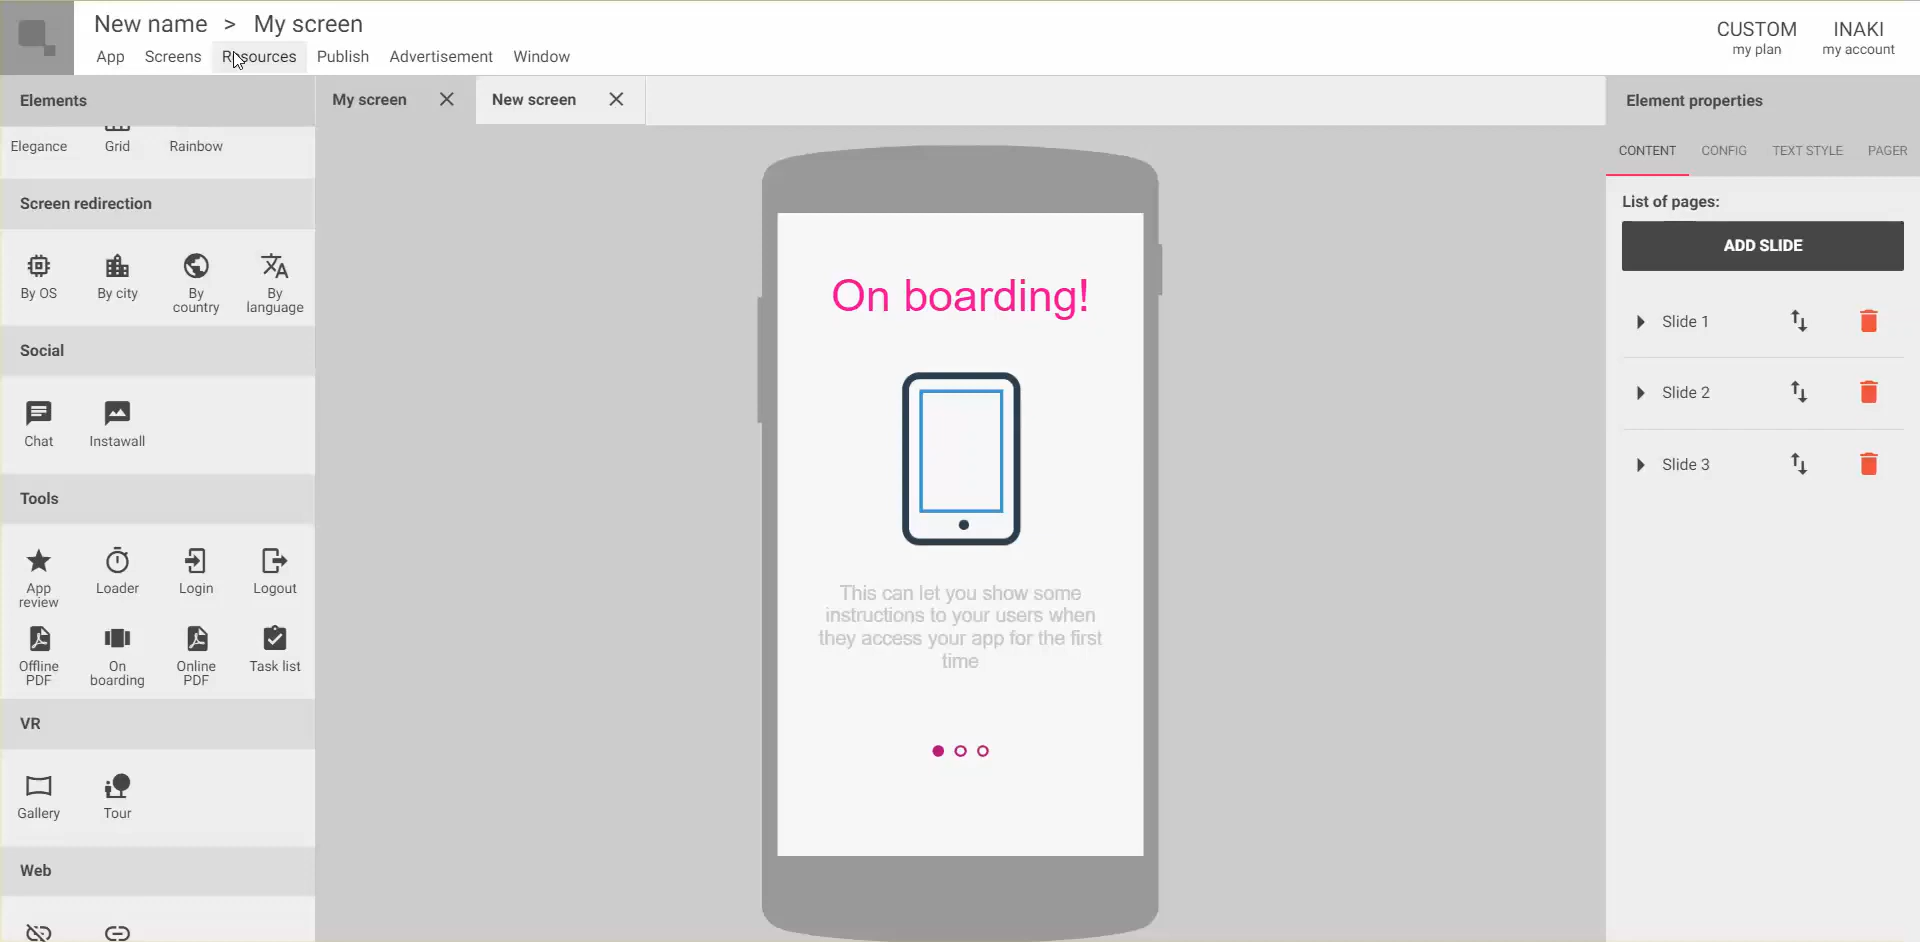 New name > My screen
App Screens Resources Publish Advertisement Window
CUSTOM
my plan
INAKI
my account
Elements
Elegance Grid Rainbow
Screen redirection
By OS By city By country By language
Social
Chat Instawall
Tools
App review Loader Login Logout
Offline PDF On boarding Online PDF Task list
VR
Gallery Tour
Web
My screen New screen
On boarding!
This can let you show some
instructions to your users when
they access your app for the first
time
Element properties
CONTENT CONFIG TEXT STYLE PAGER
List of pages:
ADD SLIDE
Slide 1
Slide 2
Slide 3